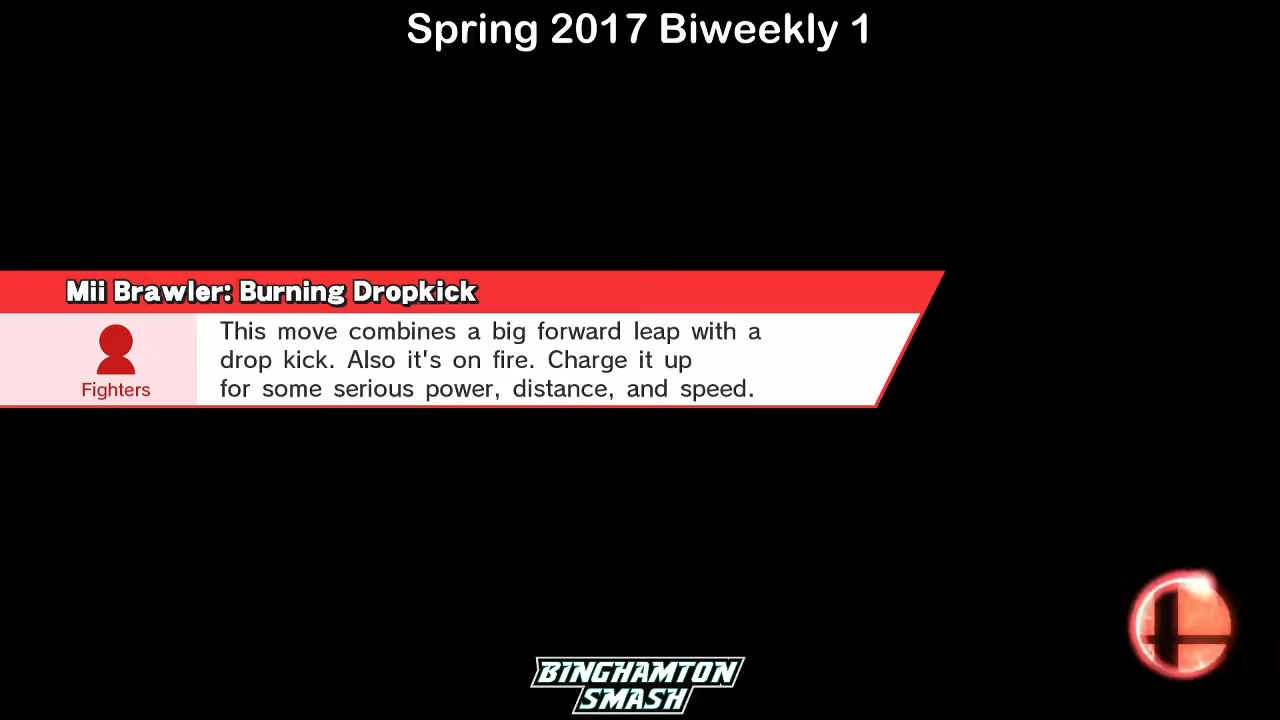 Spring 2017 Biweekly 1
Mii Brawler: Burning Dropkick
Fighters
This move combines a big forward leap with a
drop kick. Also it's on fire. Charge it up
for some serious power, distance, and speed.
BINGHAMTON
SMASH